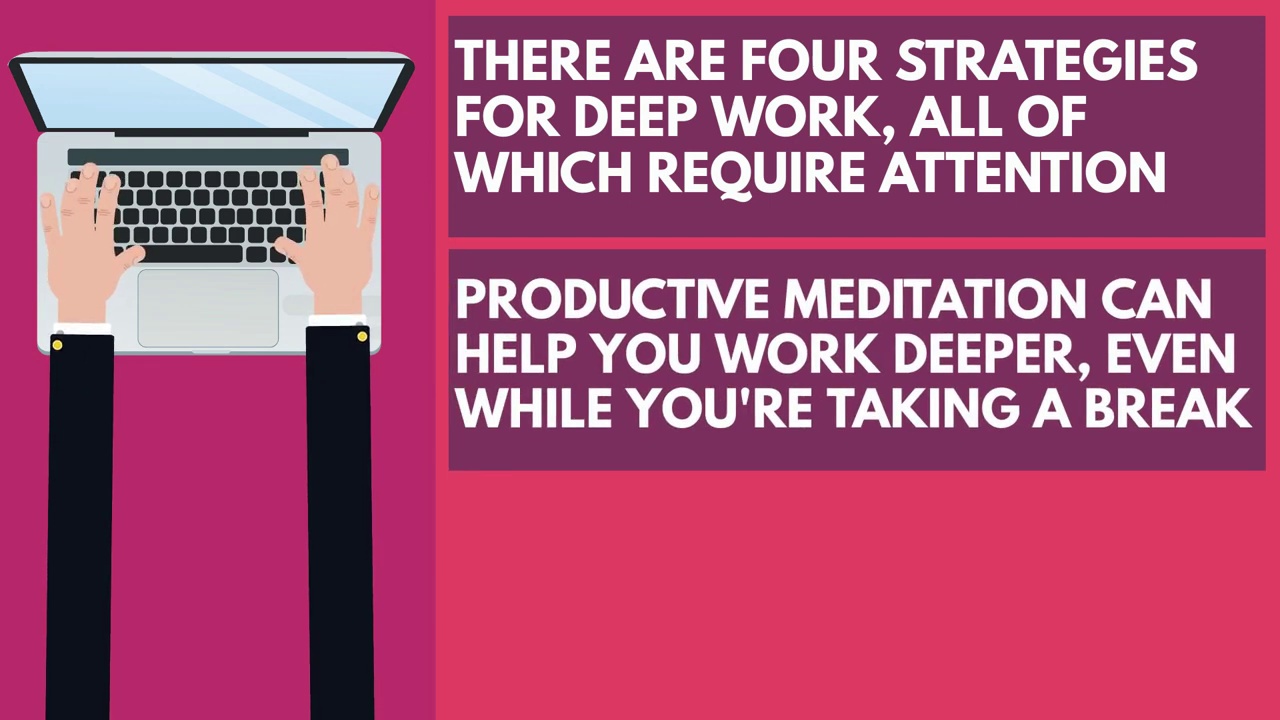 THERE ARE FOUR STRATEGIES
FOR DEEP WORK, ALL OF
WHICH REQUIRE ATTENTION
PRODUCTIVE MEDITATION CAN
HELP YOU WORK DEEPER, EVEN
WHILE YOU'RE TAKING A BREAK